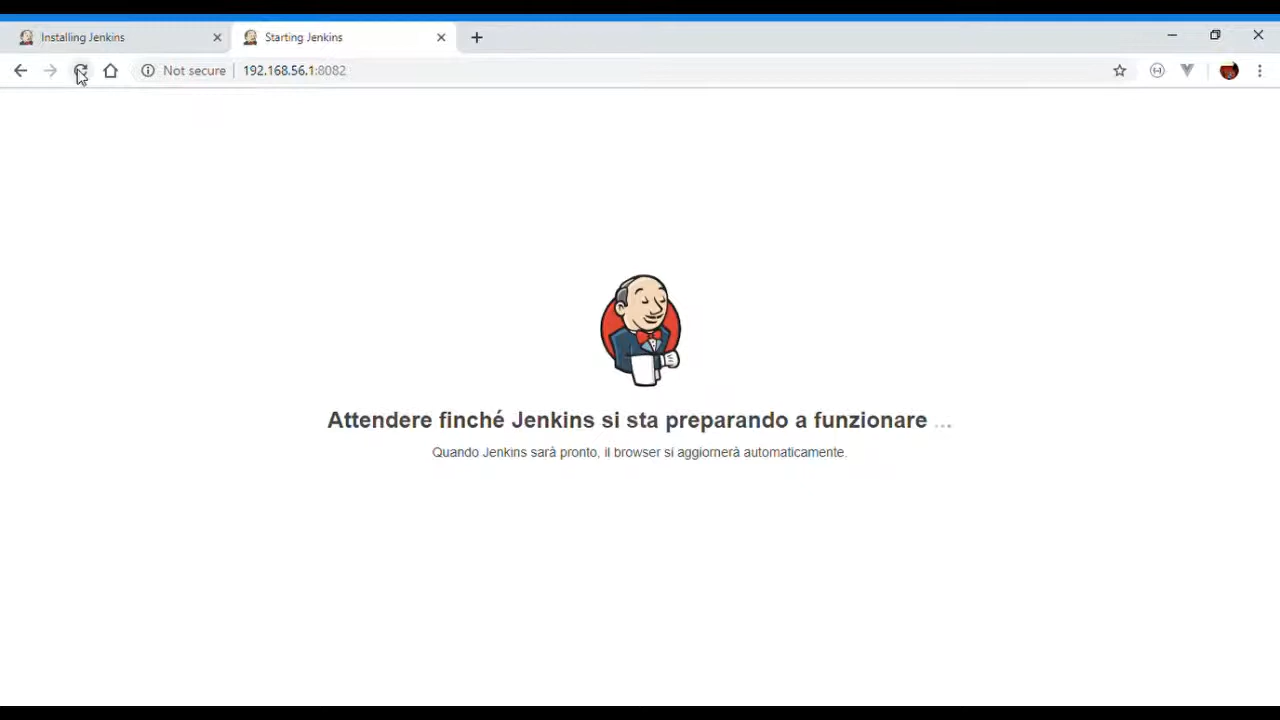 Installing Jenkins
Starting Jenkins
Not secure
192.168.56.1:8082
Attendere finché Jenkins si sta preparando a funzionare ...
Quando Jenkins sarà pronto, il browser si aggiornerà automaticamente.